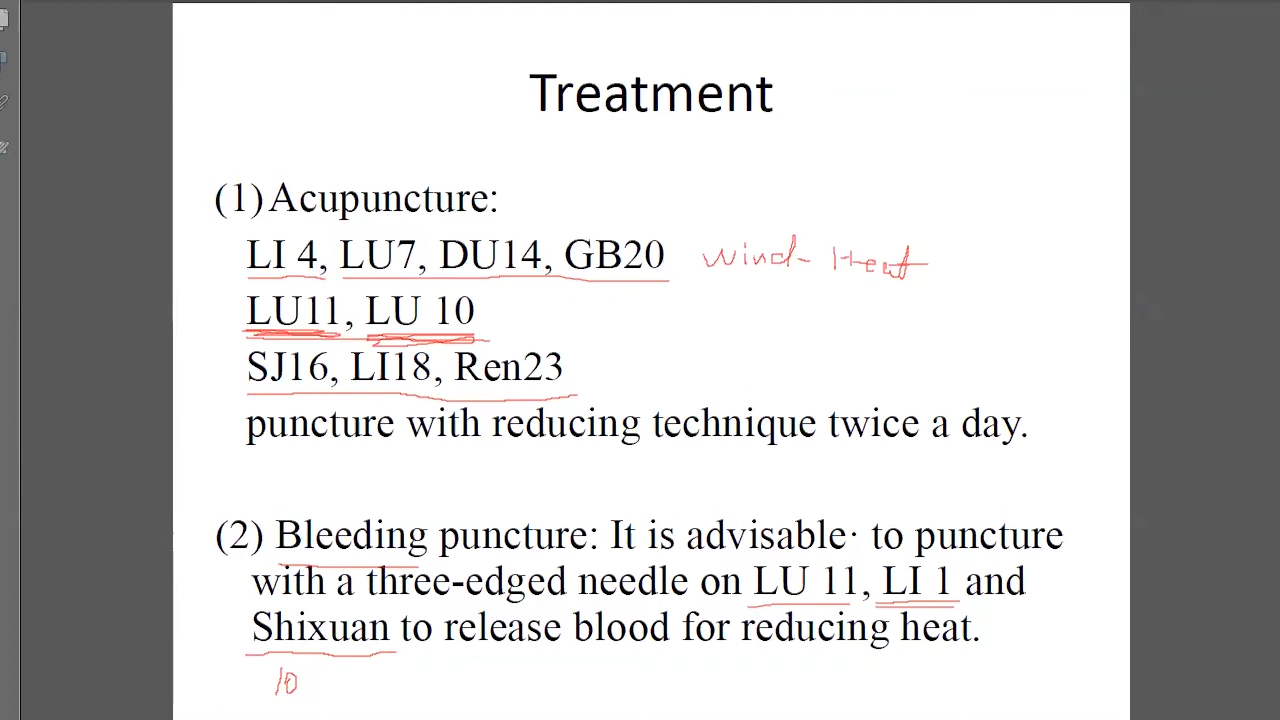 Treatment
(1) Acupuncture:
LI 4, LU7, DU14, GB20 Wind-Heat
LU11, LU 10
SJ16, LI18, Ren23
puncture with reducing technique twice a day.
(2) Bleeding puncture: It is advisable· to puncture
with a three-edged needle on LU 11, LI 1 and
Shixuan to release blood for reducing heat.
10